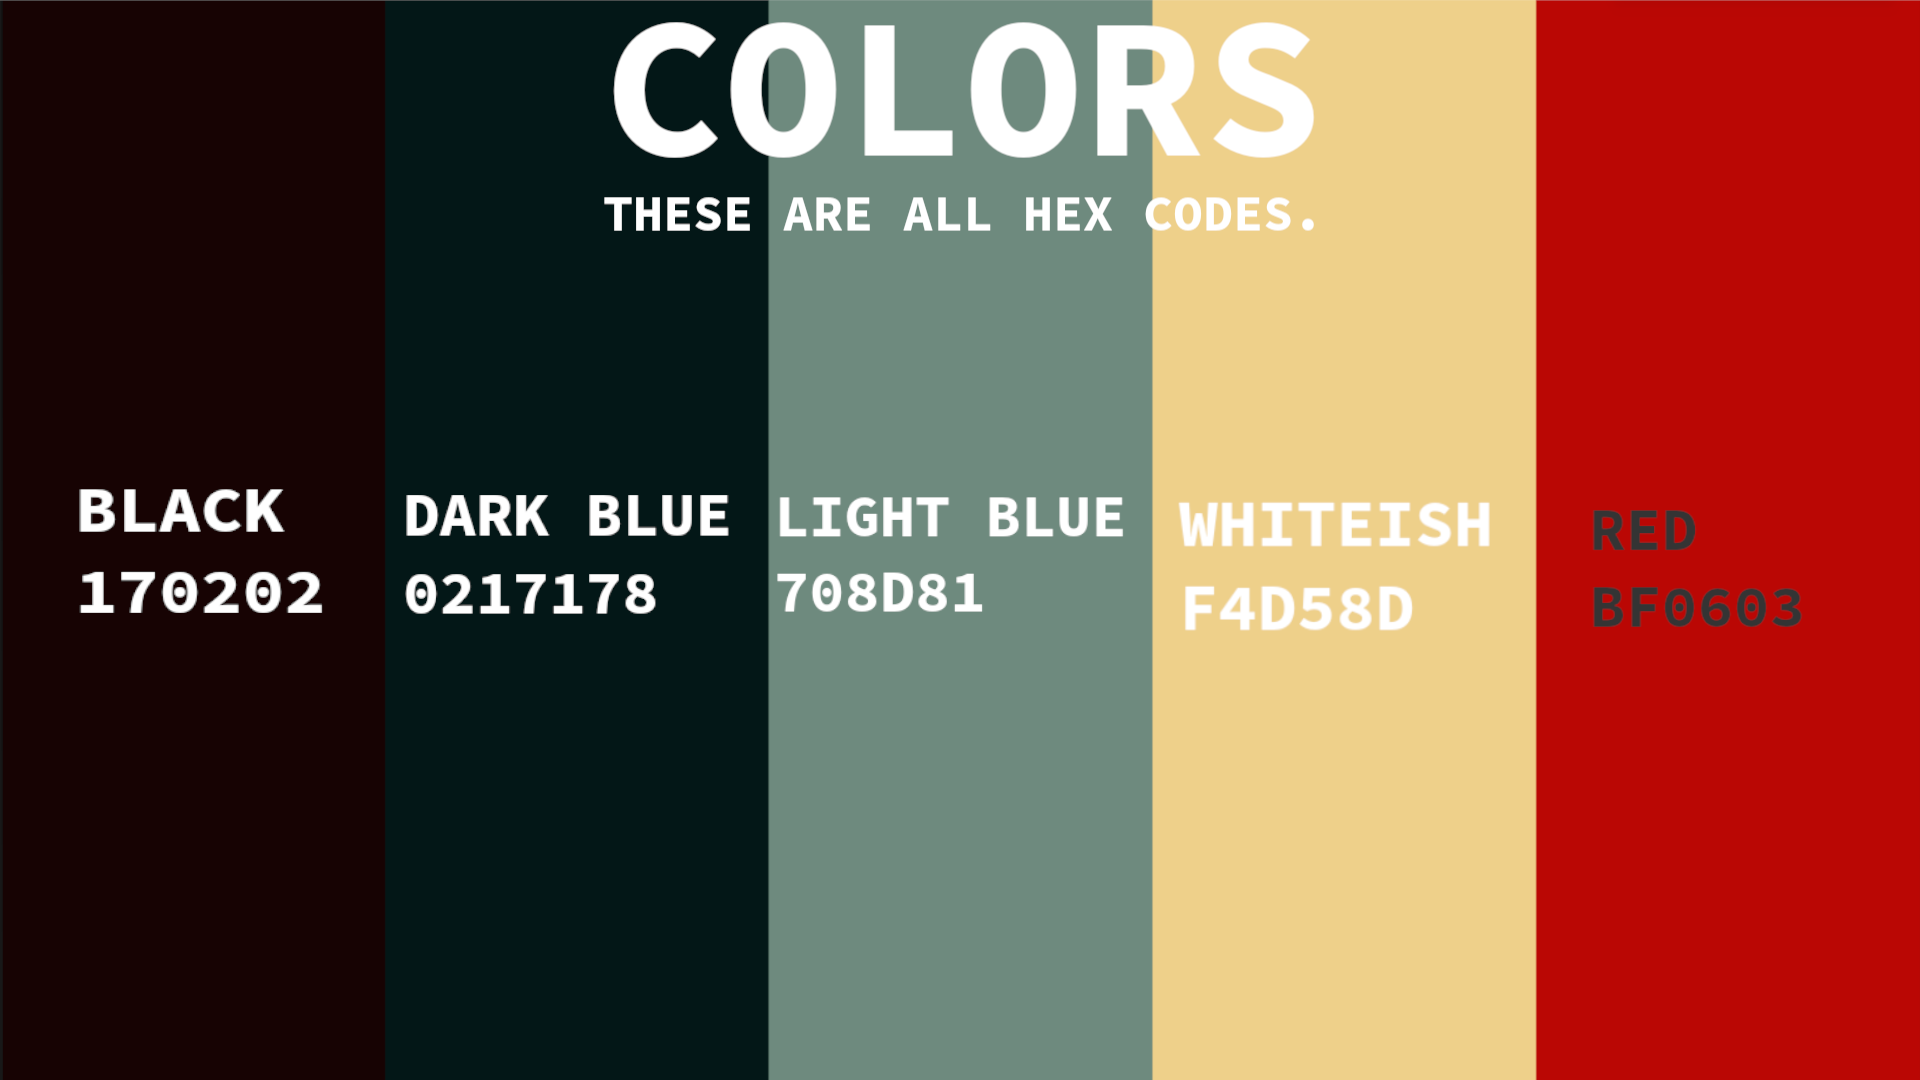 COLORS
THESE ARE ALL HEX CODES.
BLACK
170202
DARK BLUE
0217178
LIGHT BLUE
708D81
WHITEISH
F4D58D
RED
BF0603